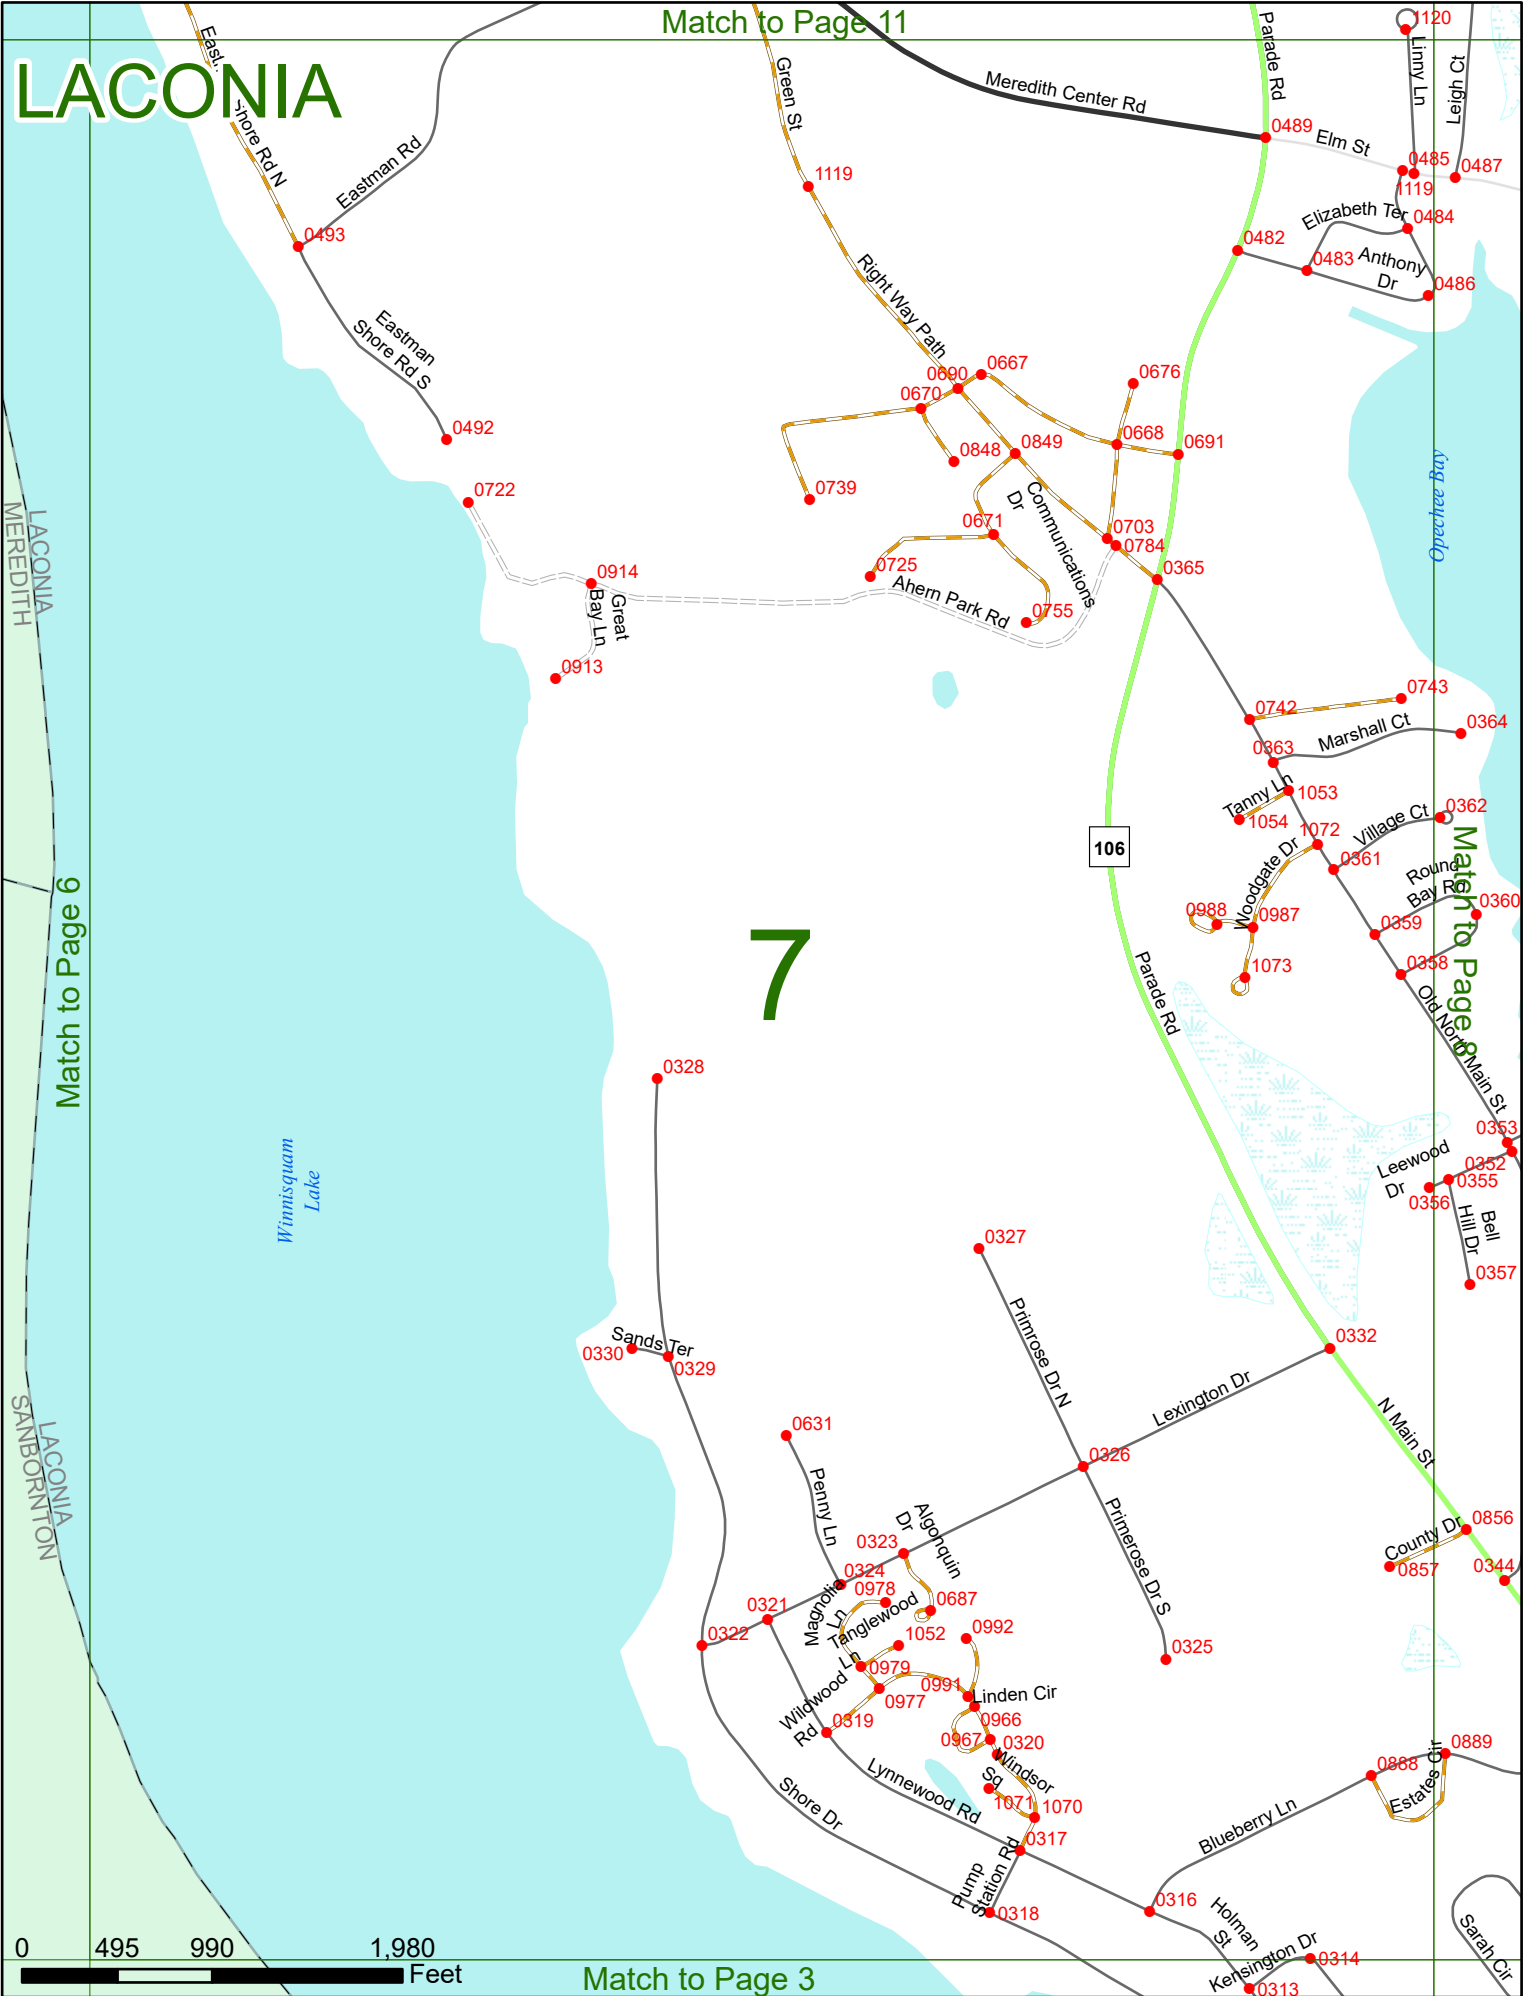 Match to Page 11
LACONIA
Eastman Shore Rd N
Eastman Rd
Green St
Meredith Center Rd
Parade Rd
1120
Linny Ln
Leigh Ct
0489
Elm St
0485
0487
1119
1119
Elizabeth Ter
0484
0493
0482
0483
Anthony
Dr
0486
Right Way Path
Eastman
Shore Rd S
0667
0690
0676
0670
0492
0848
0849
0668
0691
Opechee Bay
0722
0739
Communications
Dr
0671
0703
0784
LACONIA
MEREDITH
0914
0725
0365
Great
Bay Ln
Ahern Park Rd
0755
0913
0743
0742
Marshall Ct
0364
0363
Tanny Ln
1053
1054
0362
Village Ct
1072
106
0361
Woodgate Dr
Round
Bay Rd
Match to Page 8
Match to Page 6
0988
0987
0360
0359
7
1073
0358
Parade Rd
Old North Main St
0328
0353
Winnisquam
Lake
Leewood
Dr
0352
0355
0356
Bell
Hill Dr
0327
0357
Primrose Dr N
Sands Ter
0330
0329
0332
Lexington Dr
N Main St
LACONIA
SANBORNTON
0631
0326
Penny Ln
Primerose Dr S
Algonquin
Dr
0323
0856
County Dr
0857
0344
0324
0978
Magnolia
Ln
0687
Tanglewood
Ln
0321
0322
1052
0992
0325
0979
0991
0977
Linden Cir
Wildwood
Rd
0319
0966
0967
0320
Windsor
Sq
0888
0889
Estates Cir
1071
1070
Lynnewood Rd
Shore Dr
0317
Blueberry Ln
Pump
Station Rd
0318
0316
Holman
St
Kensington Dr
0314
0313
Sarah Cir
0 495 990 1,980
Feet
Match to Page 3